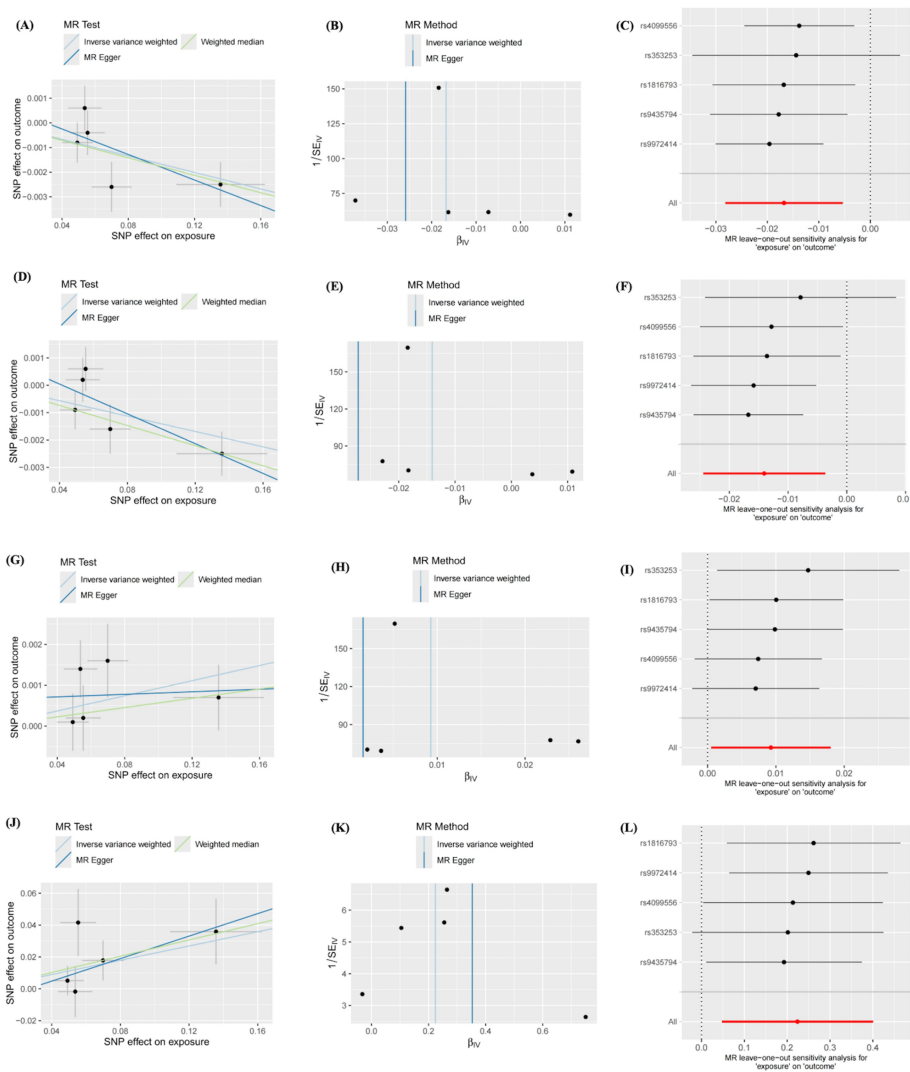 (A)
MR Test
Inverse variance weighted
Weighted median
MR Egger
SNP effect on outcome
0.001
0.000
−0.001
−0.002
−0.003
0.04
0.08
0.12
0.16
SNP effect on exposure
(B)
MR Method
Inverse variance weighted
MR Egger
1/SEIV
150
125
100
75
−0.03
−0.02
−0.01
0.00
0.01
βIV
(C)
rs4099556
rs353253
rs1816793
rs9435794
rs9972414
All
−0.03
−0.02
−0.01
0.00
MR leave−one−out sensitivity analysis for
'exposure' on 'outcome'
(D)
MR Test
Inverse variance weighted
Weighted median
MR Egger
SNP effect on outcome
0.001
0.000
−0.001
−0.002
−0.003
0.04
0.08
0.12
0.16
SNP effect on exposure
(E)
MR Method
Inverse variance weighted
MR Egger
1/SEIV
150
120
90
−0.02
−0.01
0.00
0.01
βIV
(F)
rs353253
rs4099556
rs1816793
rs9972414
rs9435794
All
−0.02
−0.01
0.00
MR leave−one−out sensitivity analysis for
'exposure' on 'outcome'
(G)
MR Test
Inverse variance weighted
Weighted median
MR Egger
SNP effect on outcome
0.002
0.001
0.000
0.04
0.08
0.12
0.16
SNP effect on exposure
(H)
MR Method
Inverse variance weighted
MR Egger
1/SEIV
150
120
90
0.01
0.02
βIV
(I)
rs353253
rs1816793
rs9435794
rs4099556
rs9972414
All
0.00
0.01
0.02
MR leave−one−out sensitivity analysis for
'exposure' on 'outcome'
(J)
MR Test
Inverse variance weighted
Weighted median
MR Egger
SNP effect on outcome
0.06
0.04
0.02
0.00
−0.02
0.04
0.08
0.12
0.16
SNP effect on exposure
(K)
MR Method
Inverse variance weighted
MR Egger
1/SEIV
6
5
4
3
0.0
0.2
0.4
0.6
βIV
(L)
rs1816793
rs9972414
rs4099556
rs353253
rs9435794
All
0.0
0.1
0.2
0.3
0.4
MR leave−one−out sensitivity analysis for
'exposure' on 'outcome'